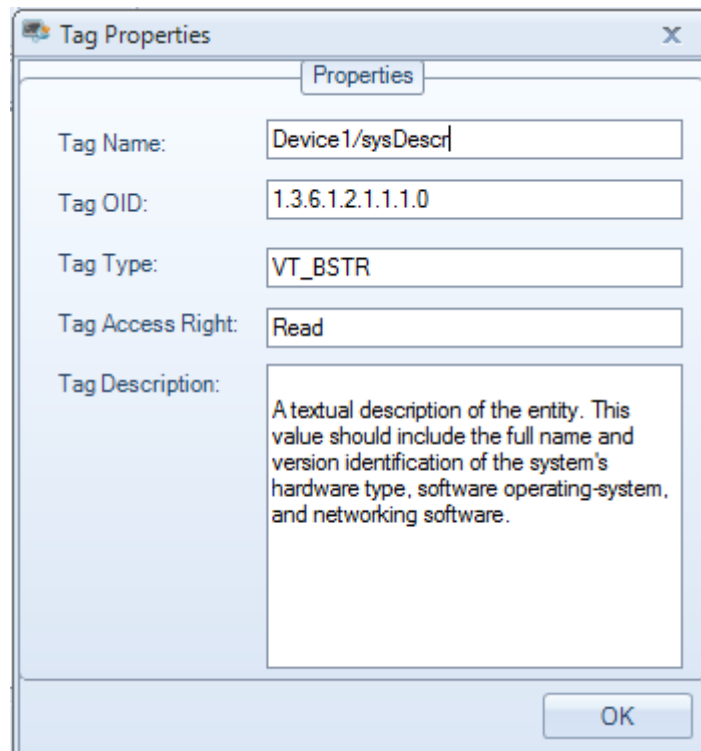 Tag Properties
Properties
Tag Name:
Device1/sysDescr
Tag OID:
1.3.6.1.2.1.1.1.0
Tag Type:
VT_BSTR
Tag Access Right:
Read
Tag Description:
A textual description of the entity. This
value should include the full name and
version identification of the system's
hardware type, software operating-system,
and networking software.
OK